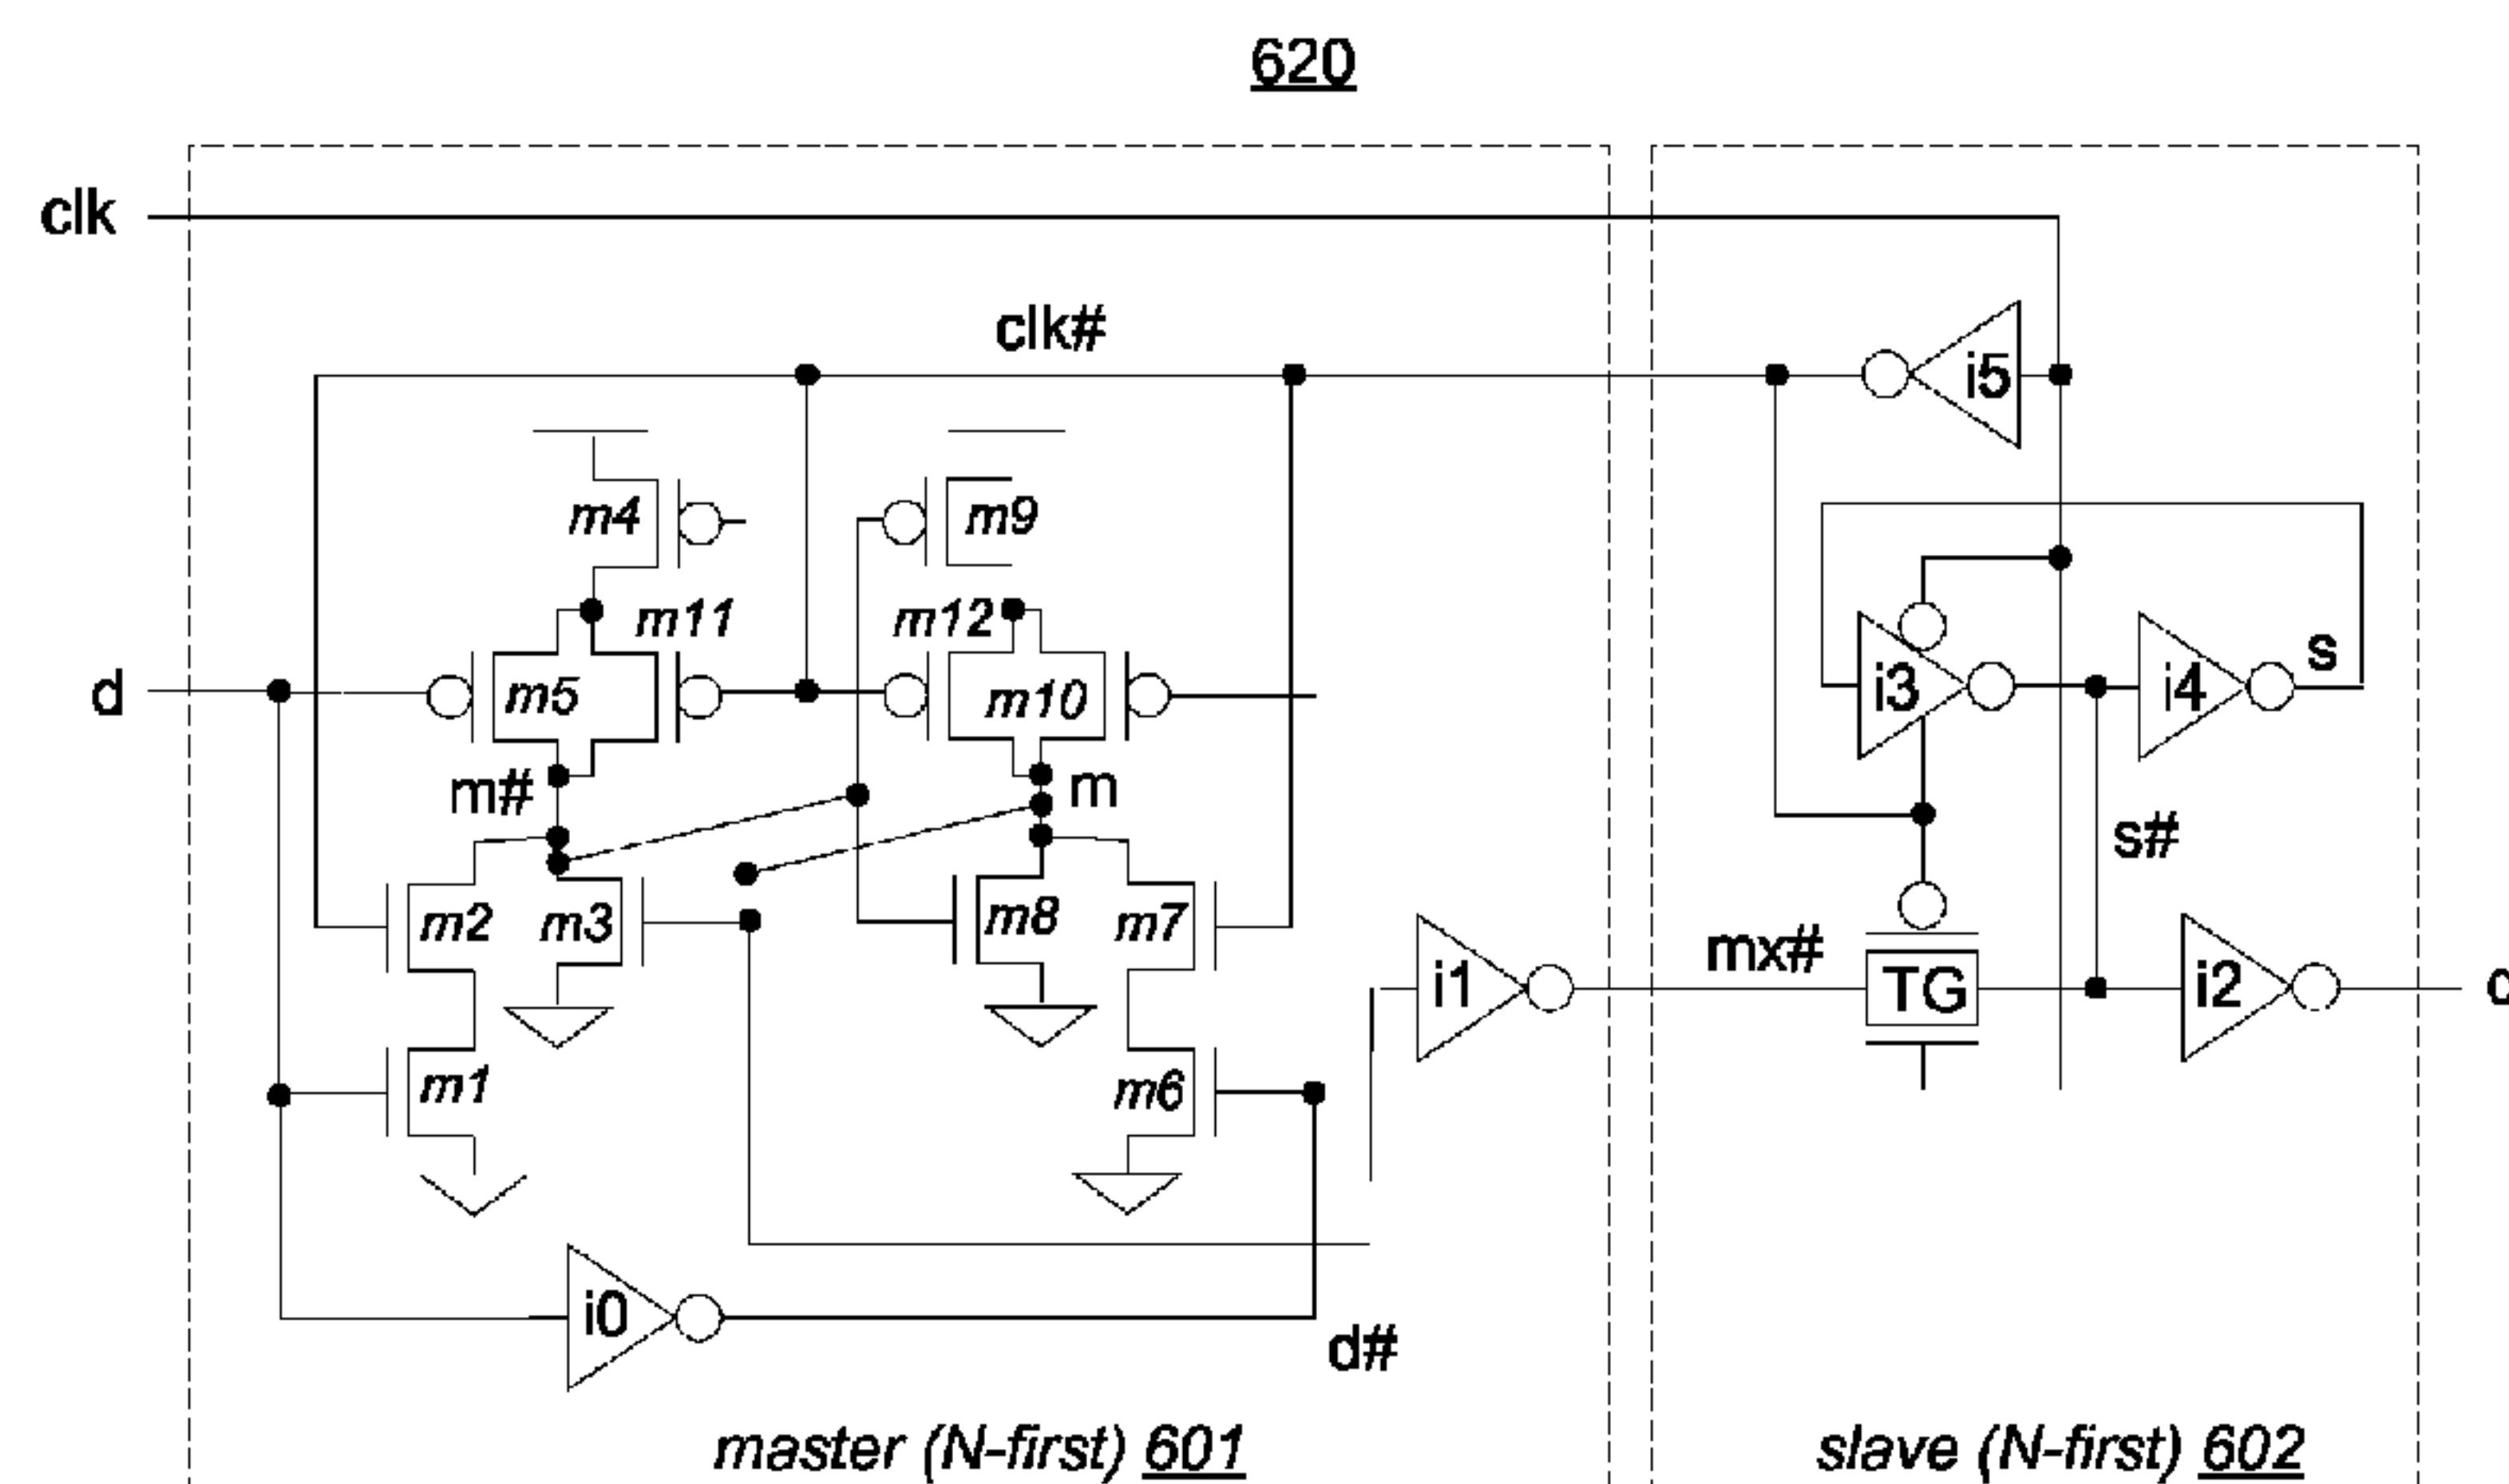 620
clk
clk#
i5
m4
m9
m11
m12
d
m5
m10
i3
i4
s
m#
m
s#
m2
m3
m8
m7
mx#
i1
TG
i2
m1
m6
i0
d#
master (N-first) 601
slave (N-first) 602